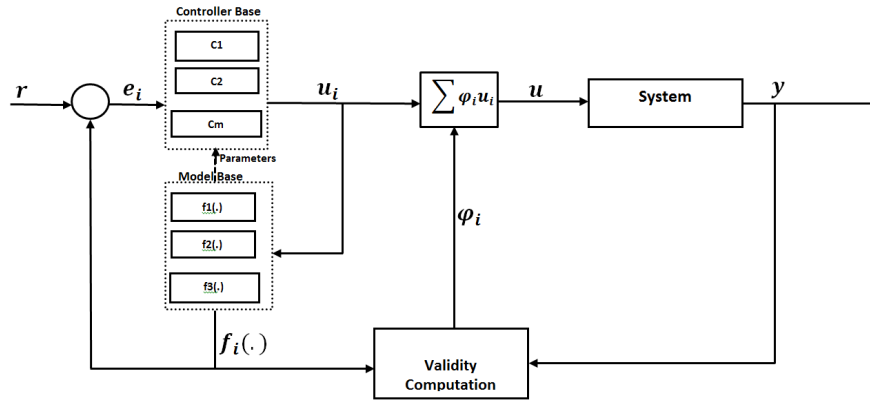 Controller Base
C1
C2
Cm
r
e_i
u_i
∑ φ_i u_i
u
System
y
Parameters
Model Base
f1(.)
f2(.)
f3(.)
φ_i
f_i(.)
Validity
Computation